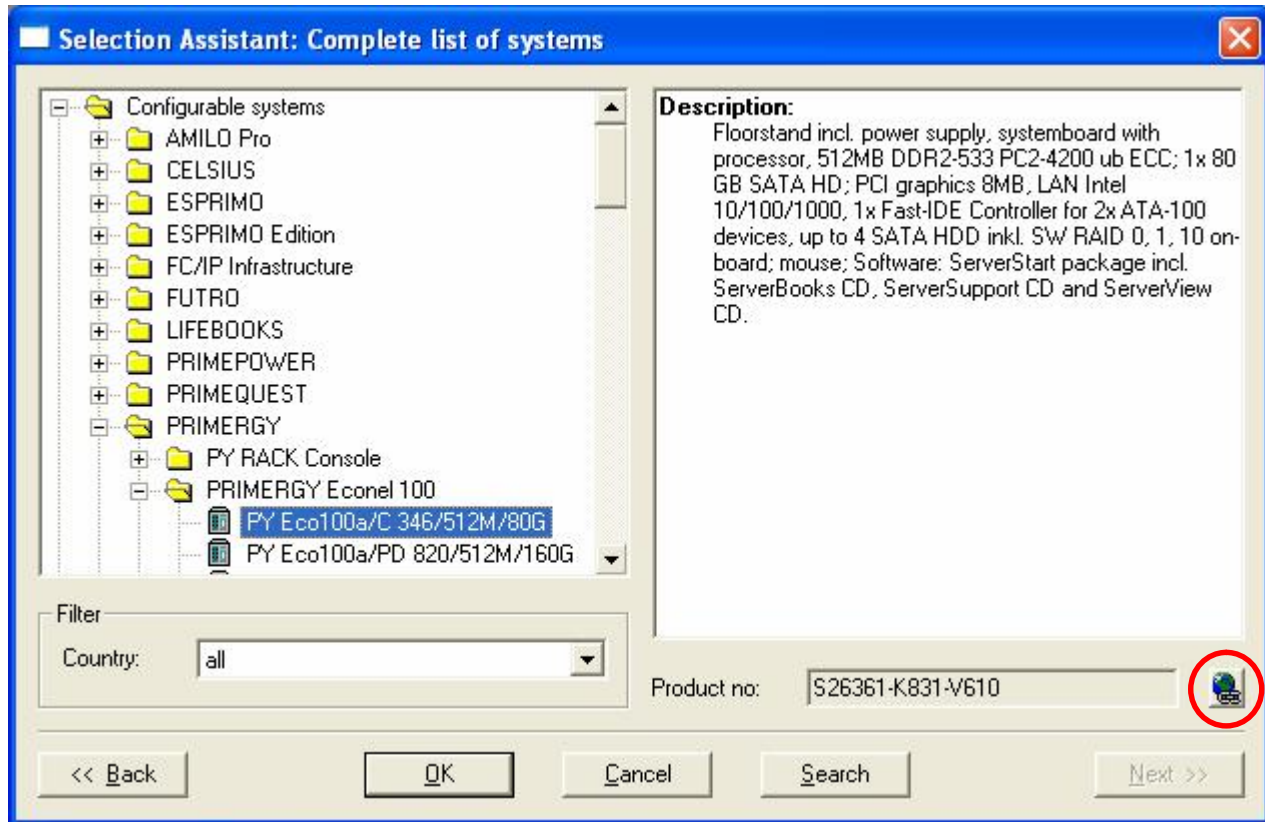 Selection Assistant: Complete list of systems
Configurable systems
AMILO Pro
CELSIUS
ESPRIMO
ESPRIMO Edition
FC/IP Infrastructure
FUTRO
LIFEBOOKS
PRIMEPOWER
PRIMEQUEST
PRIMERGY
PY RACK Console
PRIMERGY Econel 100
PY Eco100a/C 346/512M/80G
PY Eco100a/PD 820/512M/160G
Filter
Country:
all
Description:
Floorstand incl. power supply, systemboard with
processor, 512MB DDR2-533 PC2-4200 ub ECC; 1x 80
GB SATA HD; PCI graphics 8MB, LAN Intel
10/100/1000, 1x Fast-IDE Controller for 2x ATA-100
devices, up to 4 SATA HDD inkl. SW RAID 0, 1, 10 on-
board; mouse; Software: ServerStart package incl.
ServerBooks CD, ServerSupport CD and ServerView
CD.
Product no:
S26361-K831-V610
<< Back
OK
Cancel
Search
Next >>